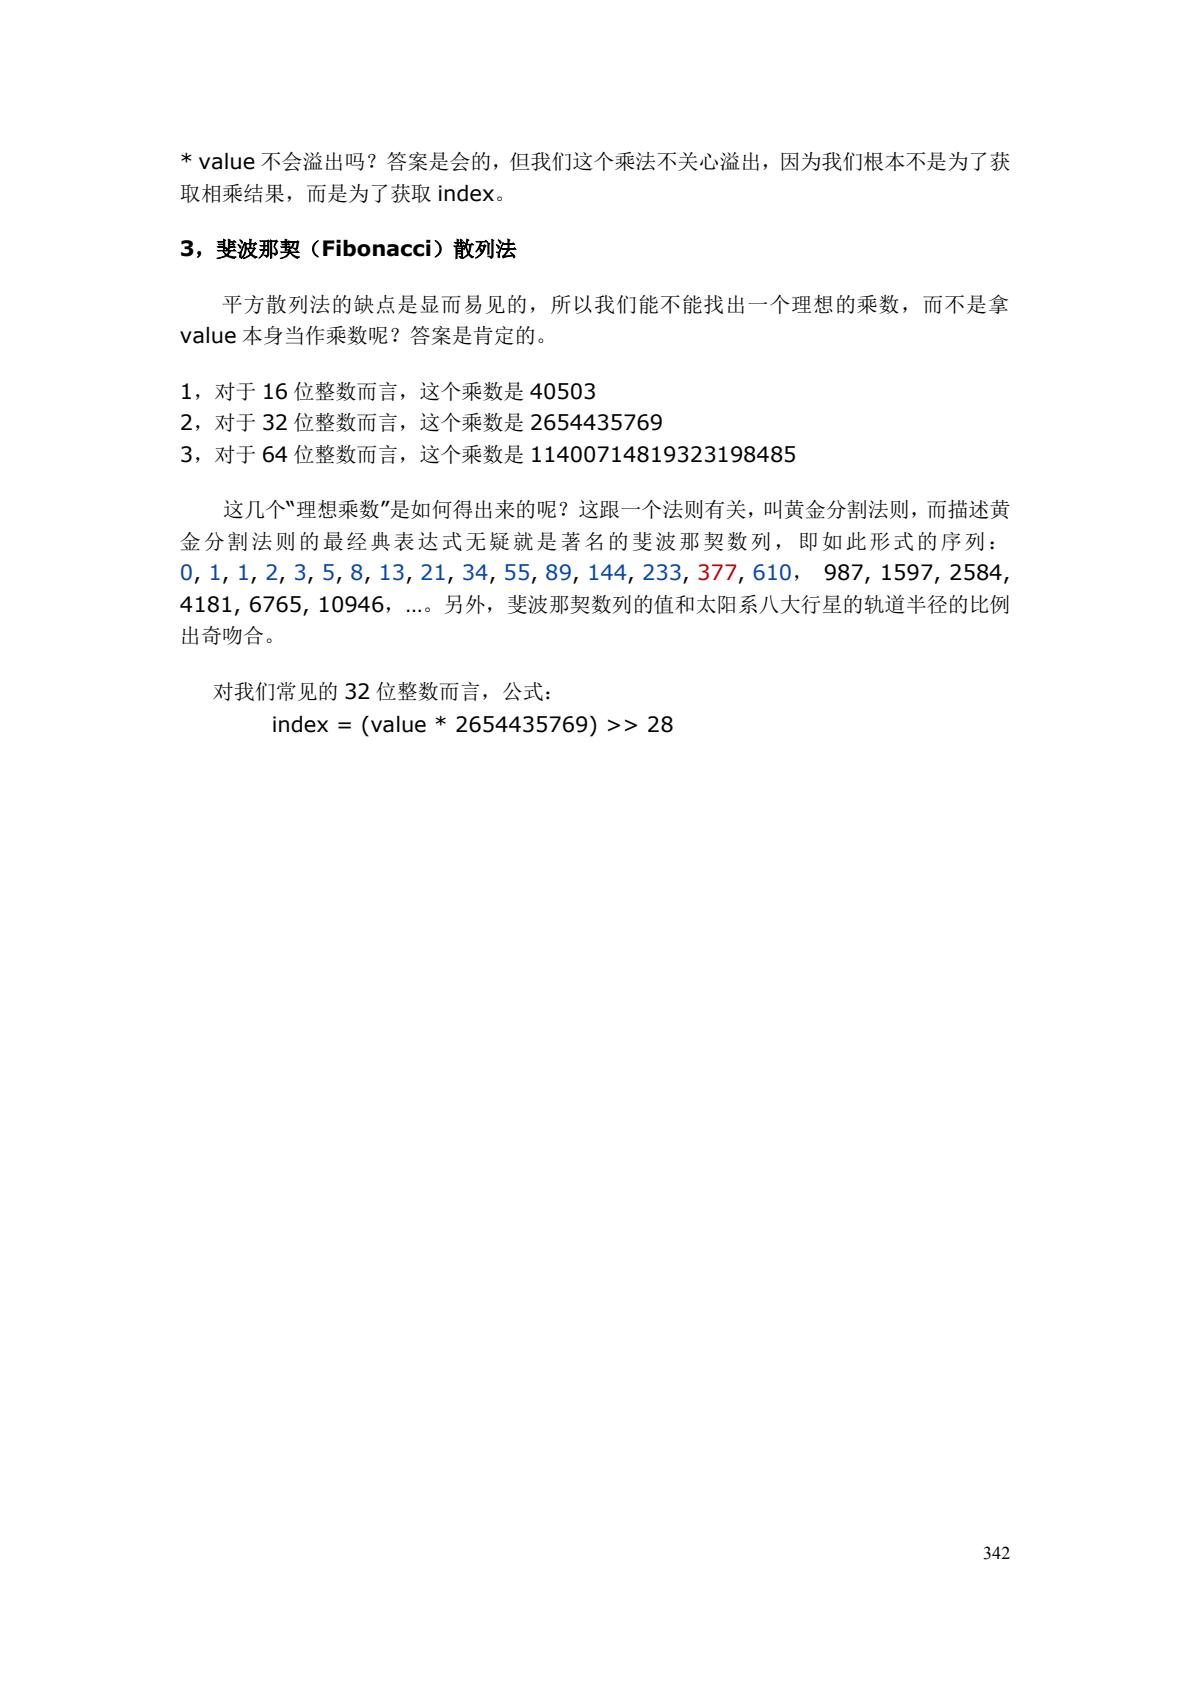 * value 不会溢出吗？答案是会的，但我们这个乘法不关心溢出，因为我们根本不是为了获
取相乘结果，而是为了获取 index。
3，斐波那契（Fibonacci）散列法
平方散列法的缺点是显而易见的，所以我们能不能找出一个理想的乘数，而不是拿
value 本身当作乘数呢？答案是肯定的。
1，对于 16 位整数而言，这个乘数是 40503
2，对于 32 位整数而言，这个乘数是 2654435769
3，对于 64 位整数而言，这个乘数是 11400714819323198485
这几个“理想乘数”是如何得出来的呢？这跟一个法则有关，叫黄金分割法则，而描述黄
金分割法则的最经典表达式无疑就是著名的斐波那契数列，即如此形式的序列：
0, 1, 1, 2, 3, 5, 8, 13, 21, 34, 55, 89, 144, 233, 377, 610， 987, 1597, 2584,
4181, 6765, 10946，…。另外，斐波那契数列的值和太阳系八大行星的轨道半径的比例
出奇吻合。
对我们常见的 32 位整数而言，公式：
index = (value * 2654435769) >> 28
342